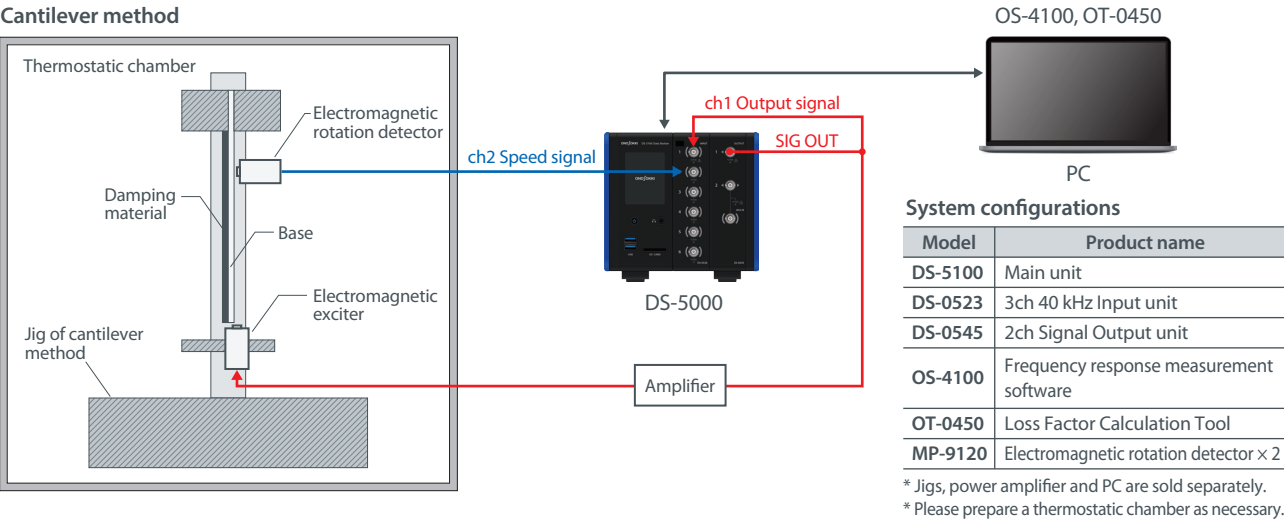 Cantilever method
Thermostatic chamber
Electromagnetic
rotation detector
Damping
material
Base
Electromagnetic
exciter
Jig of cantilever
method
ch2 Speed signal
ch1 Output signal
SIG OUT
DS-5000
Amplifier
OS-4100, OT-0450
PC
System configurations
Model Product name
DS-5100 Main unit
DS-0523 3ch 40 kHz Input unit
DS-0545 2ch Signal Output unit
OS-4100 Frequency response measurement
software
OT-0450 Loss Factor Calculation Tool
MP-9120 Electromagnetic rotation detector × 2
* Jigs, power amplifier and PC are sold separately.
* Please prepare a thermostatic chamber as necessary.